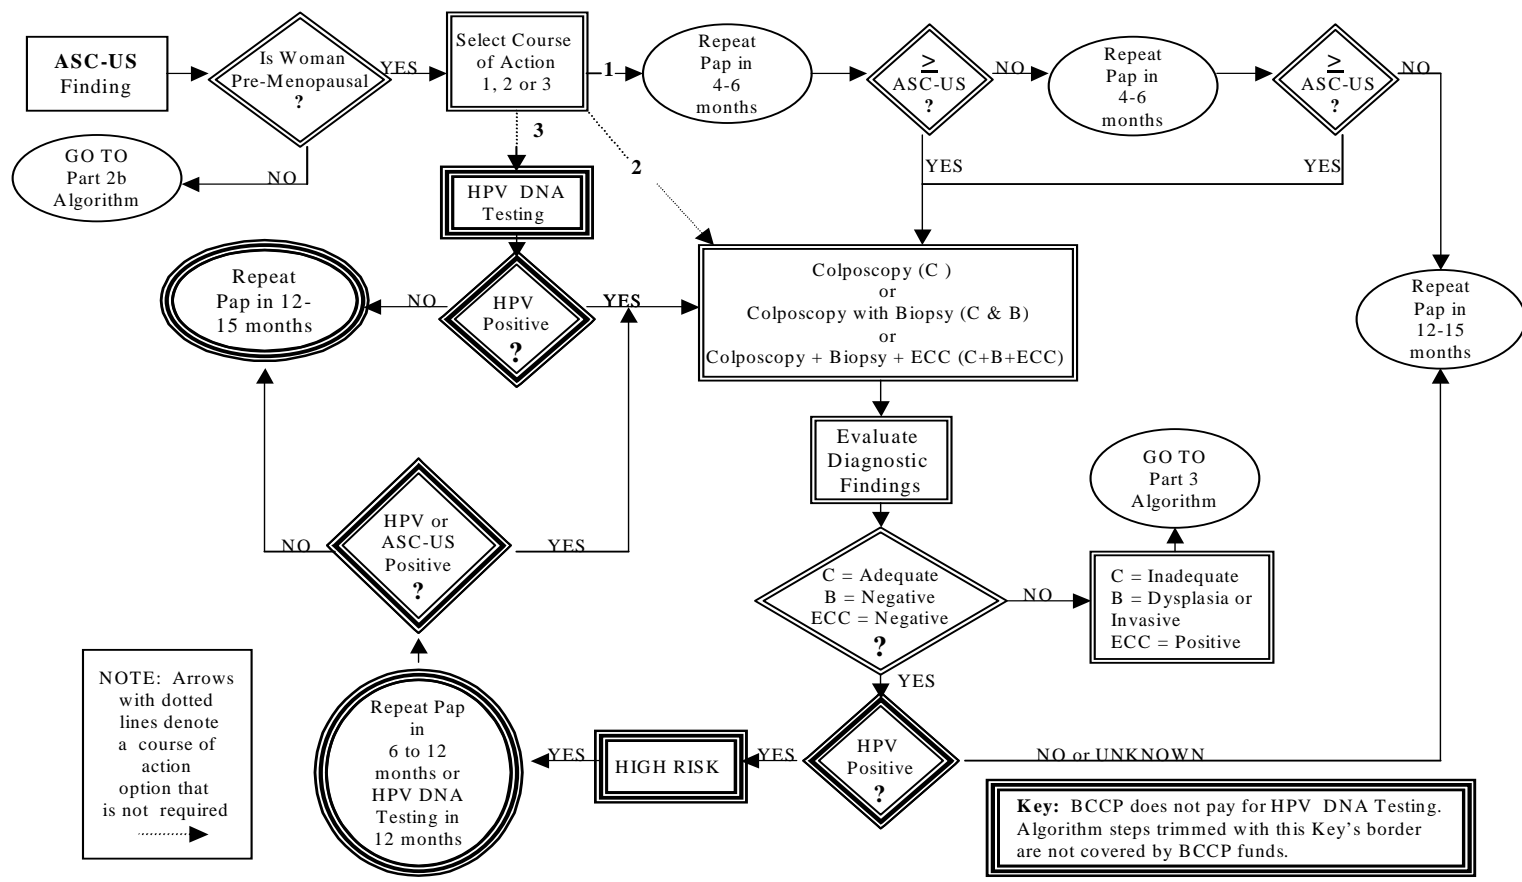 ASC-US
Finding
Is Woman
Pre-Menopausal
?
YES
Select Course
of Action
1, 2 or 3
1
Repeat
Pap in
4-6
months
≥
ASC-US
?
NO
Repeat
Pap in
4-6
months
≥
ASC-US
?
NO
YES
YES
3
2
GO TO
Part 2b
Algorithm
NO
HPV DNA
Testing
Repeat
Pap in 12-
15 months
NO
HPV
Positive
?
YES
Colposcopy (C )
or
Colposcopy with Biopsy (C & B)
or
Colposcopy + Biopsy + ECC (C+B+ECC)
Repeat
Pap in
12-15
months
Evaluate
Diagnostic
Findings
GO TO
Part 3
Algorithm
NO
HPV or
ASC-US
Positive
?
YES
C = Adequate
B = Negative
ECC = Negative
?
NO
C = Inadequate
B = Dysplasia or
Invasive
ECC = Positive
YES
NOTE: Arrows
with dotted
lines denote
a course of
action
option that
is not required
Repeat Pap
in
6 to 12
months or
HPV DNA
Testing in
12 months
YES
HIGH RISK
YES
HPV
Positive
?
NO or UNKNOWN
Key: BCCP does not pay for HPV DNA Testing.
Algorithm steps trimmed with this Key's border
are not covered by BCCP funds.